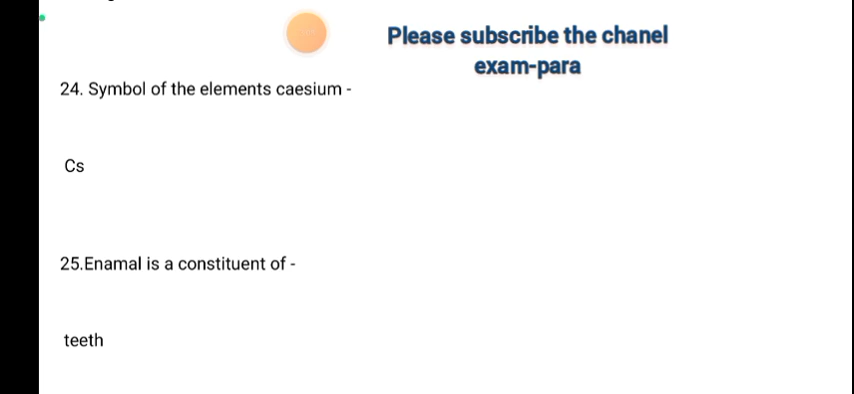 Please subscribe the chanel
exam-para
24. Symbol of the elements caesium -
Cs
25.Enamal is a constituent of -
teeth